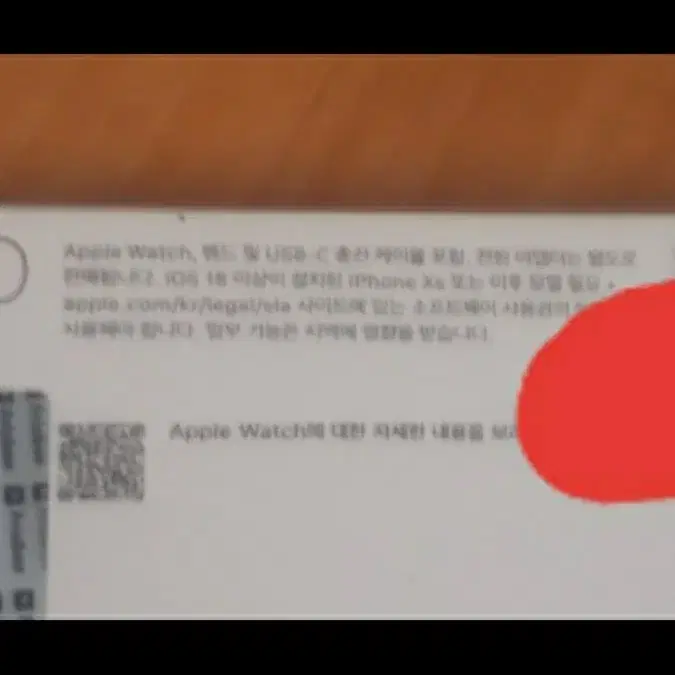 Apple Watch, 밴드 및 USB-C 충전 케이블 포함. 전원 어댑터는 별도로
판매됩니다. iOS 18 이상이 설치된 iPhone Xs 또는 이후 모델 필요.
apple.com/kr/legal/sla 사이트에 있는 소프트웨어 사용권의
사용해야 합니다. 일부 기능은 지역에 영향을 받습니다.
Apple Watch에 대한 자세한 내용을